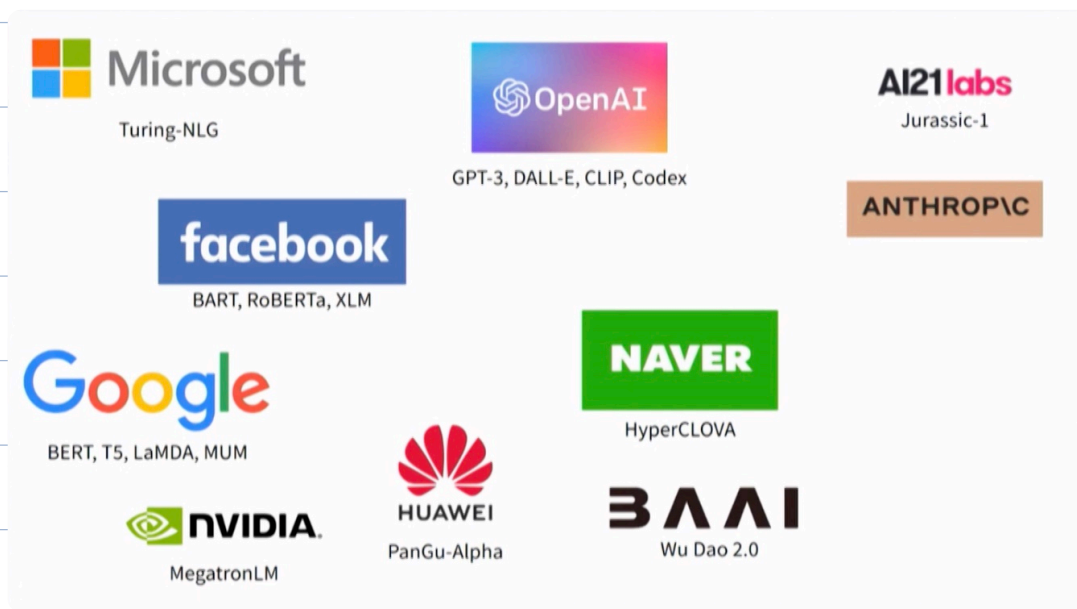 Microsoft
Turing-NLG
OpenAI
GPT-3, DALL-E, CLIP, Codex
AI21labs
Jurassic-1
ANTHROP\C
facebook
BART, RoBERTa, XLM
NAVER
HyperCLOVA
Google
BERT, T5, LaMDA, MUM
HUAWEI
PanGu-Alpha
BAAI
Wu Dao 2.0
NVIDIA.
MegatronLM